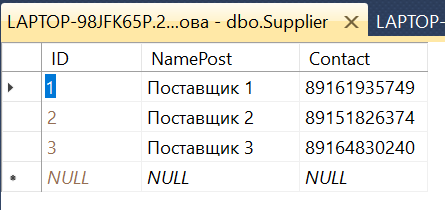 LAPTOP-98JFK65P.2...ова - dbo.Supplier LAPTOP-
ID NamePost Contact
1 Поставщик 1 89161935749
2 Поставщик 2 89151826374
3 Поставщик 3 89164830240
NULL NULL NULL